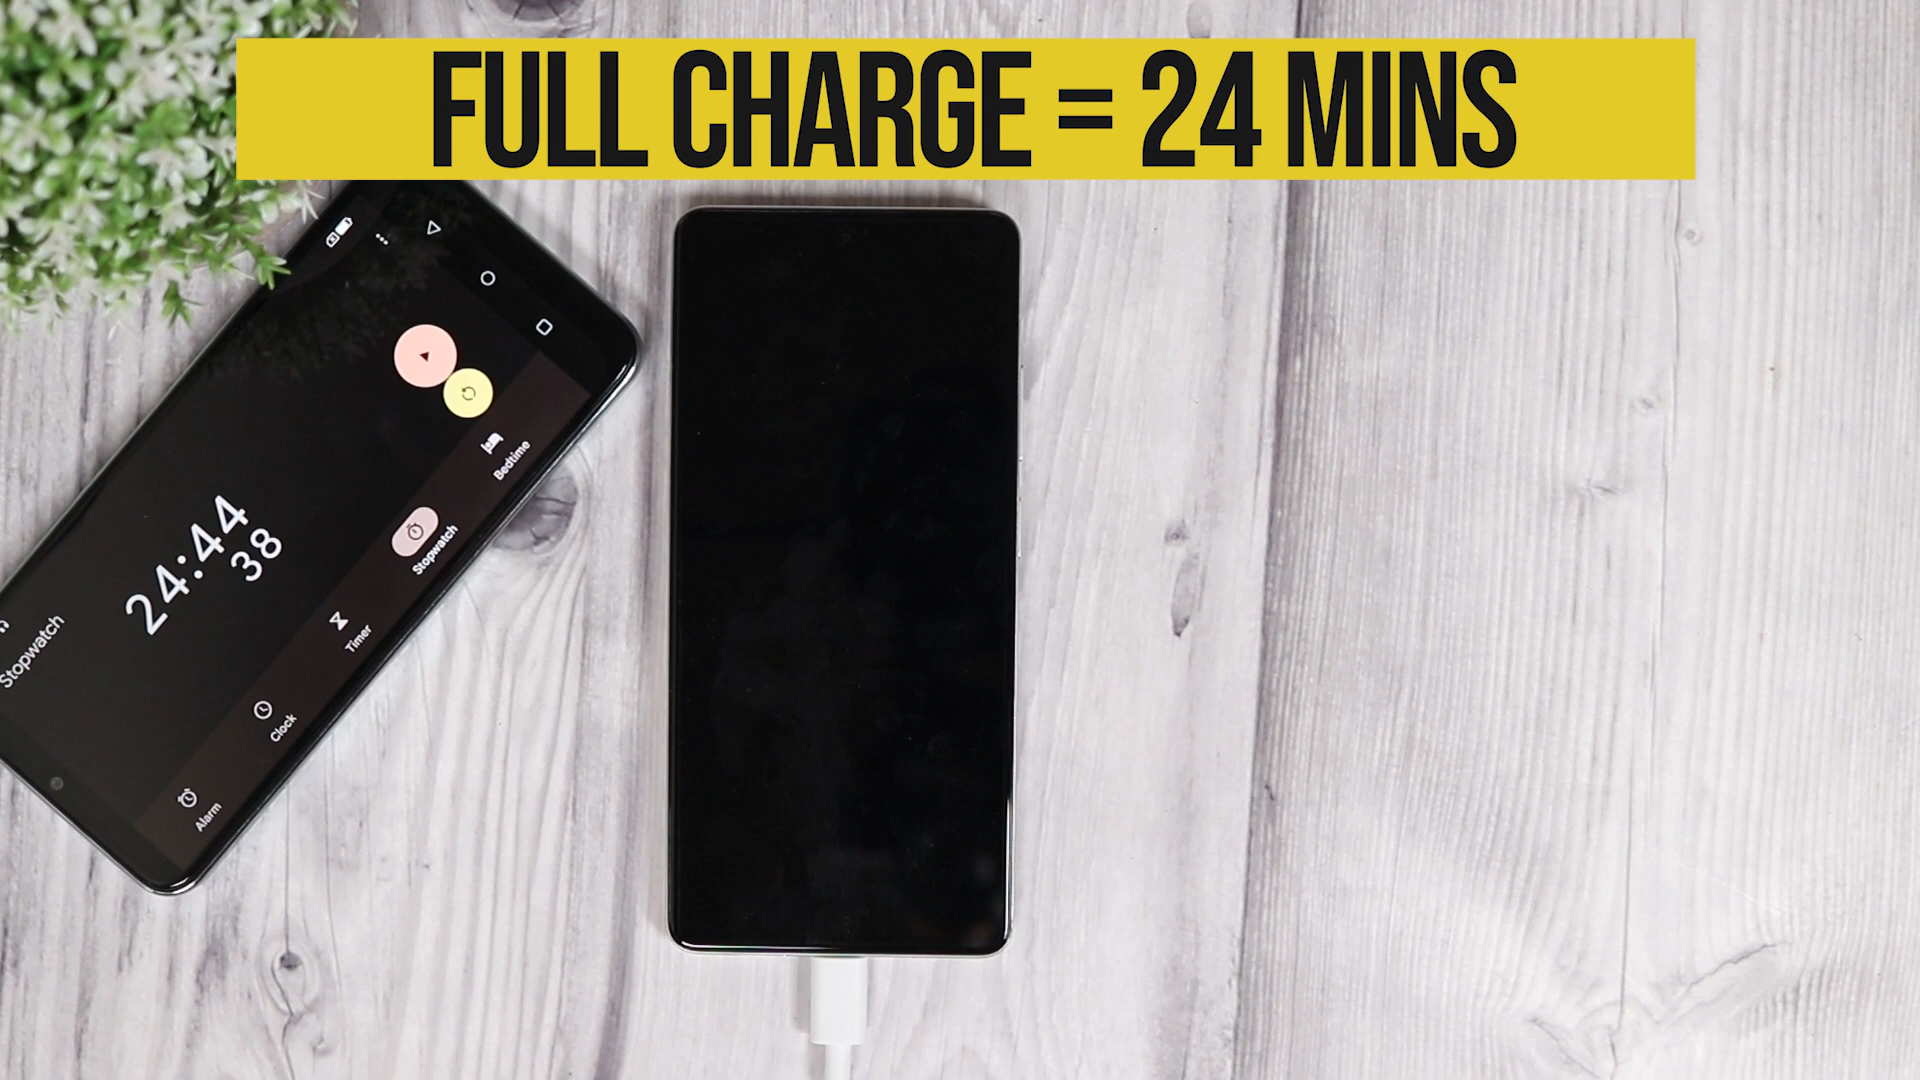 FULL CHARGE = 24 MINS
Stopwatch
24:44
38
Alarm
Clock
Timer
Stopwatch
Bedtime